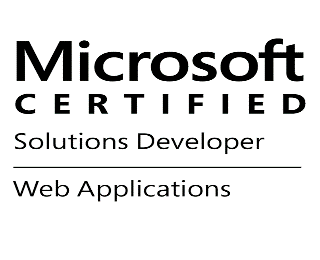 Microsoft
CERTIFIED
Solutions Developer
Web Applications